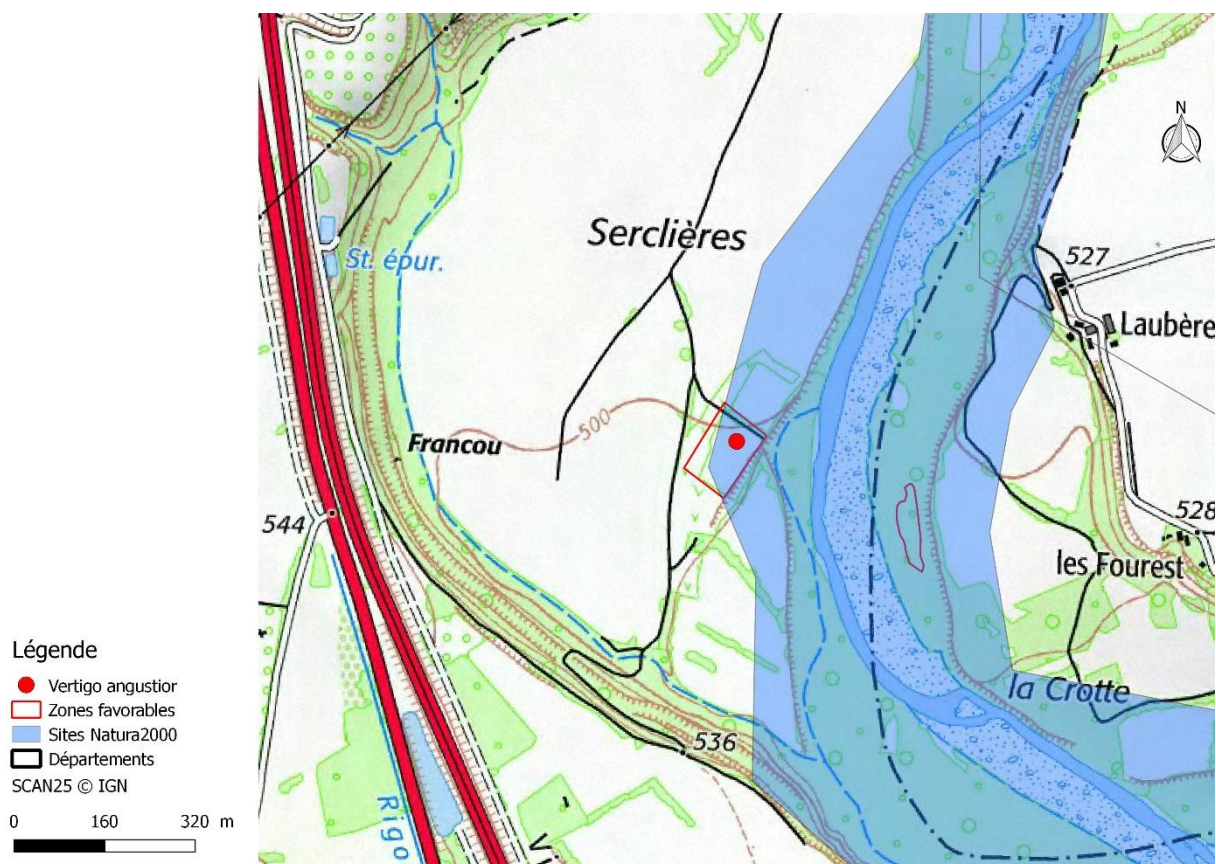 N
Serclières
527
St. épur.
Laubère
500
Francou
544
528
les Fourest
Légende
Vertigo angustior
Zones favorables
Sites Natura2000
Départements
SCAN25 © IGN
0 160 320 m
la Crotte
536
Rigo